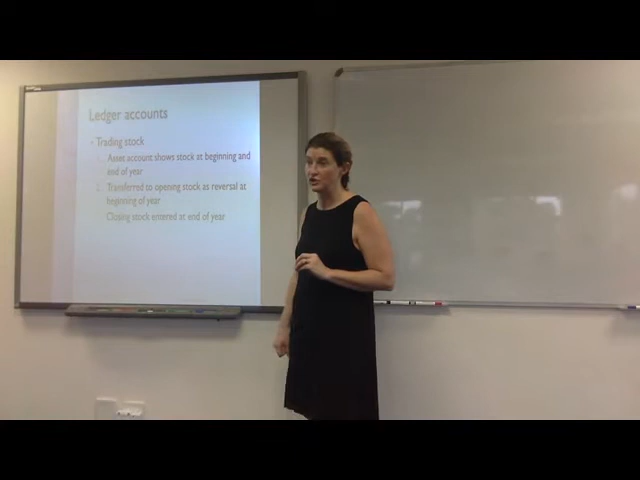 Ledger accounts
Trading stock
Asset account shows stock at beginning and
end of year
Transferred to opening stock as reversal at
beginning of year
Closing stock entered at end of year